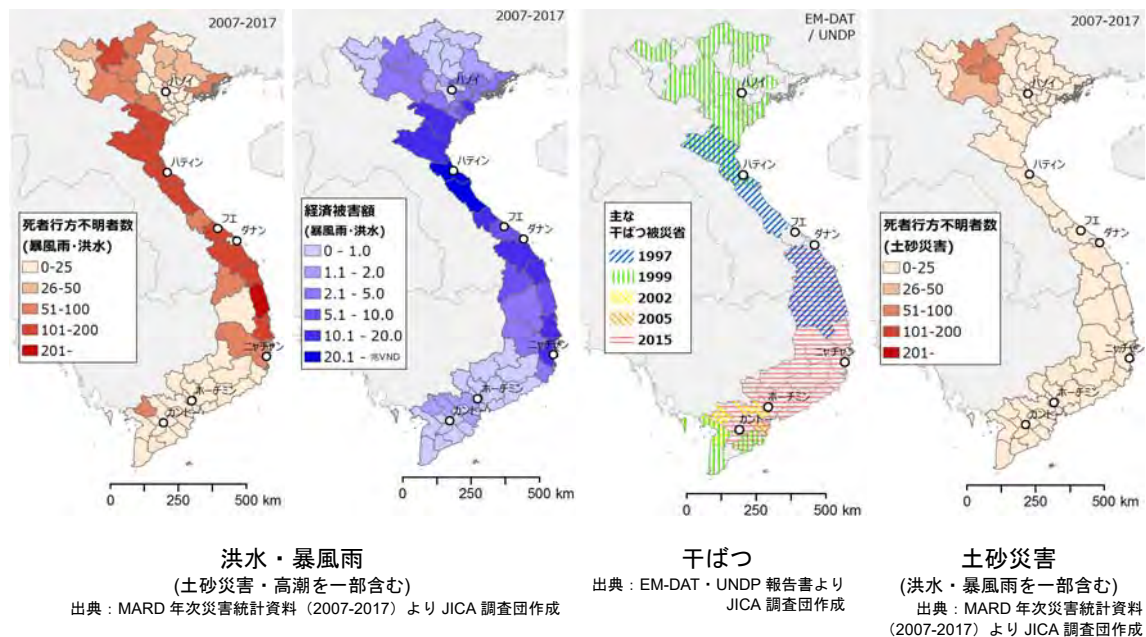 2007-2017
ハノイ
ハティン
フエ
ダナン
ニャチャン
ホーチミン
カントー
死者行方不明者数
(暴風雨・洪水)
0-25
26-50
51-100
101-200
201-
0 250 500 km
ハノイ
ハティン
フエ
ダナン
ニャチャン
ホーチミン
カントー
経済被害額
(暴風雨・洪水)
0 - 1.0
1.1 - 2.0
2.1 - 5.0
5.1 - 10.0
10.1 - 20.0
20.1 - 兆VND
0 250 500 km
EM-DAT
/ UNDP
ハノイ
ハティン
フエ
ダナン
ニャチャン
ホーチミン
カントー
主な
干ばつ被災省
1997
1999
2002
2005
2015
0 250 500 km
2007-2017
ハノイ
ハティン
フエ
ダナン
ニャチャン
ホーチミン
カントー
死者行方不明者数
(土砂災害)
0-25
26-50
51-100
101-200
201-
0 250 500 km
洪水・暴風雨
(土砂災害・高潮を一部含む)
出典：MARD 年次災害統計資料（2007-2017）より JICA 調査団作成
干ばつ
出典：EM-DAT・UNDP 報告書より
JICA 調査団作成
土砂災害
(洪水・暴風雨を一部含む)
出典：MARD 年次災害統計資料
（2007-2017）より JICA 調査団作成